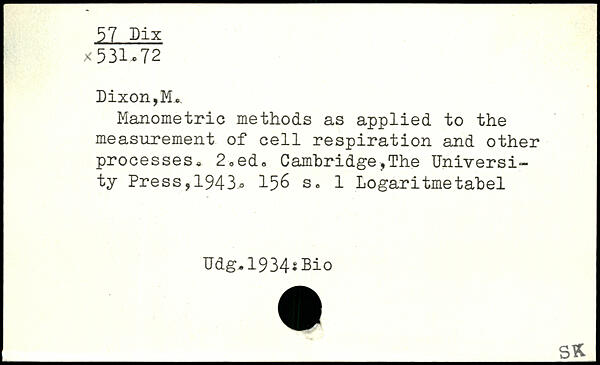 57 Dix
x531.72
Dixon,M.
Manometric methods as applied to the
measurement of cell respiration and other
processes. 2.ed. Cambridge,The Universi-
ty Press,1943. 156 s. 1 Logaritmetabel
Udg.1934:Bio
SK